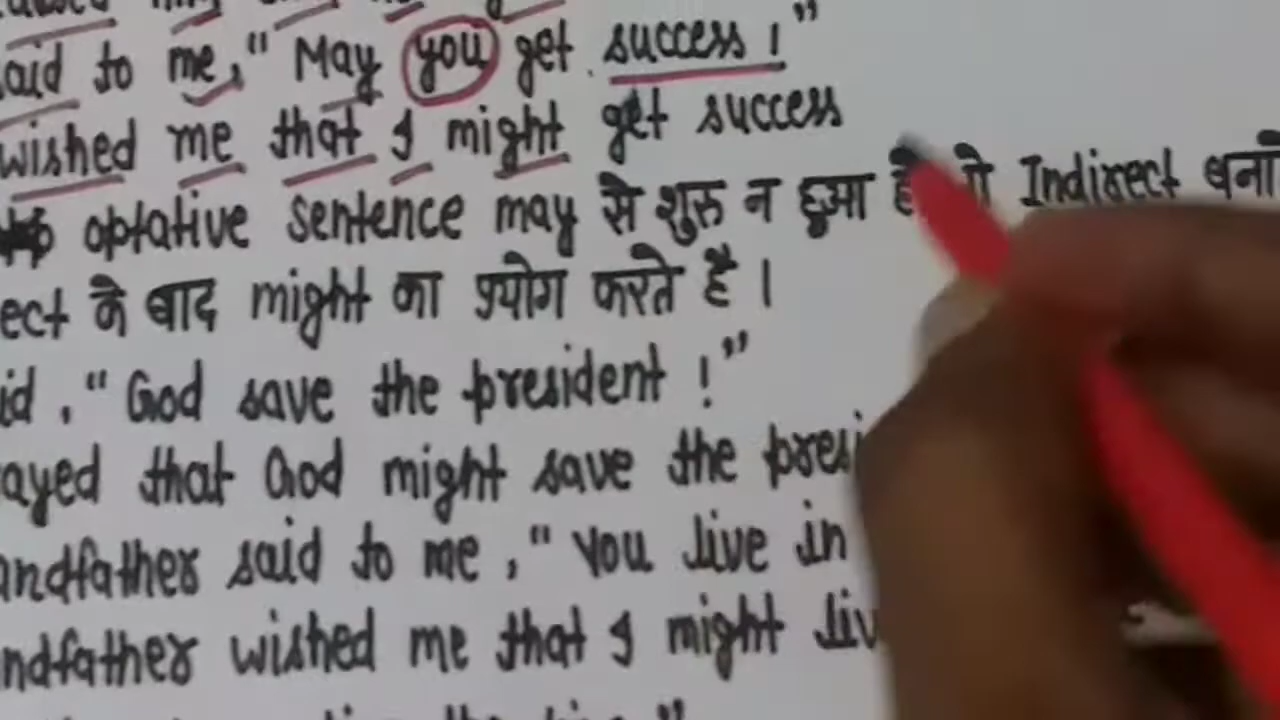 said to me, " May you get success ! "
wished me that I might get success
optative sentence may से शुरु न हुआ है तो Indirect बनाते
ect के बाद might का प्रयोग करते है ।
id , " God save the president ! "
ayed that God might save the presi
andfather said to me , " You live in
ndfather wished me that I might liv